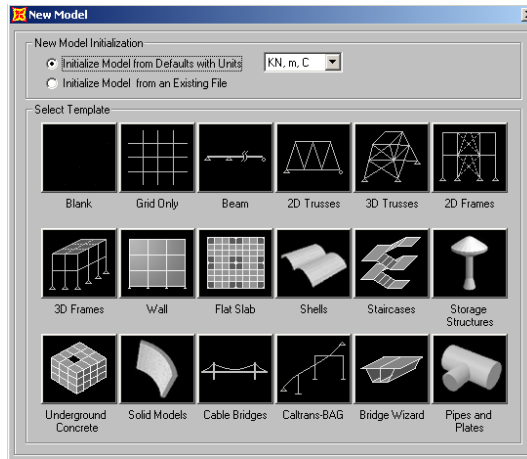 New Model
New Model Initialization
Initialize Model from Defaults with Units
KN, m, C
Initialize Model from an Existing File
Select Template
Blank
Grid Only
Beam
2D Trusses
3D Trusses
2D Frames
3D Frames
Wall
Flat Slab
Shells
Staircases
Storage
Structures
Underground
Concrete
Solid Models
Cable Bridges
Caltrans-BAG
Bridge Wizard
Pipes and
Plates